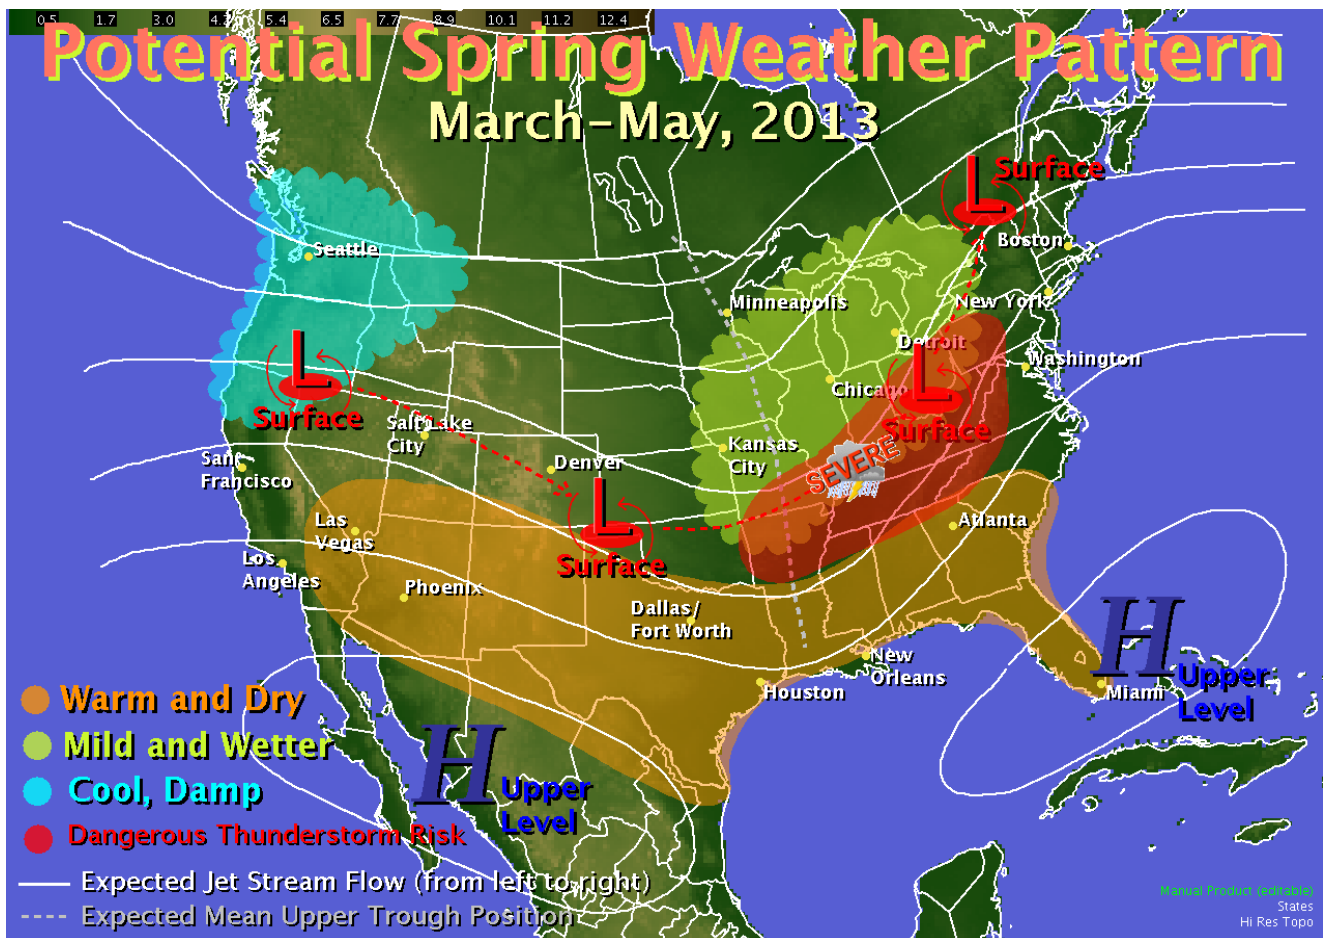 0.5 1.7 3.0 4.2 5.4 6.5 7.7 8.9 10.1 11.2 12.4
Potential Spring Weather Pattern
March-May, 2013
L Surface
Boston
Seattle
Minneapolis
New York
Detroit
L
Surface
Washington
Chicago
L
Surface
Salt Lake
City
Kansas
City
San
Francisco
Denver
SEVERE
L
Surface
Las
Vegas
Atlanta
Los
Angeles
Phoenix
Dallas/
Fort Worth
H Upper
Level
New
Orleans
Houston
Miami
H Upper
Level
Warm and Dry
Mild and Wetter
Cool, Damp
Dangerous Thunderstorm Risk
Expected Jet Stream Flow (from left to right)
Expected Mean Upper Trough Position
Manual Product (editable)
States
Hi Res Topo